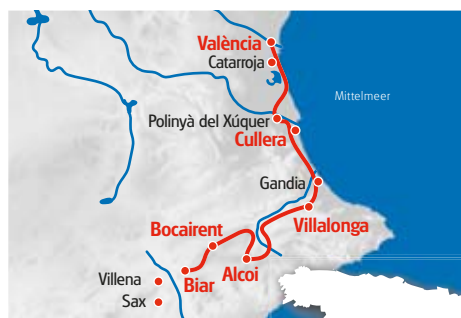 València
Catarroja
Mittelmeer
Polinyà del Xúquer
Cullera
Gandia
Villalonga
Bocairent
Alcoi
Villena
Biar
Sax